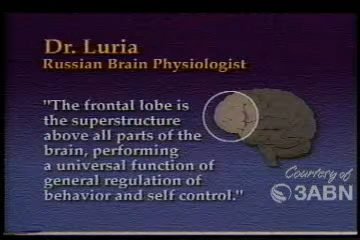 Dr. Luria
Russian Brain Physiologist
"The frontal lobe is
the superstructure
above all parts of the
brain, performing
a universal function of
general regulation of
behavior and self control."
Courtesy of
3ABN